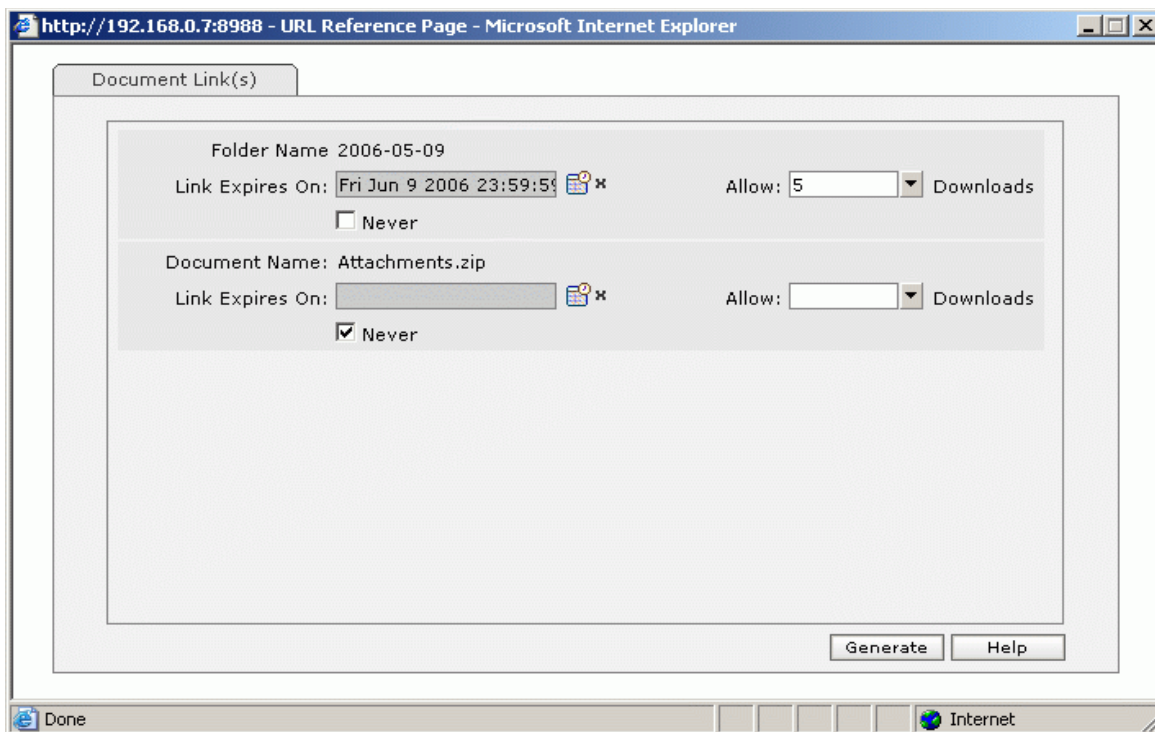 http://192.168.0.7:8988 - URL Reference Page - Microsoft Internet Explorer
Document Link(s)
Folder Name 2006-05-09
Link Expires On: Fri Jun 9 2006 23:59:59 Allow: 5 Downloads
Never
Document Name: Attachments.zip
Link Expires On: Allow: Downloads
Never
Generate Help
Done Internet